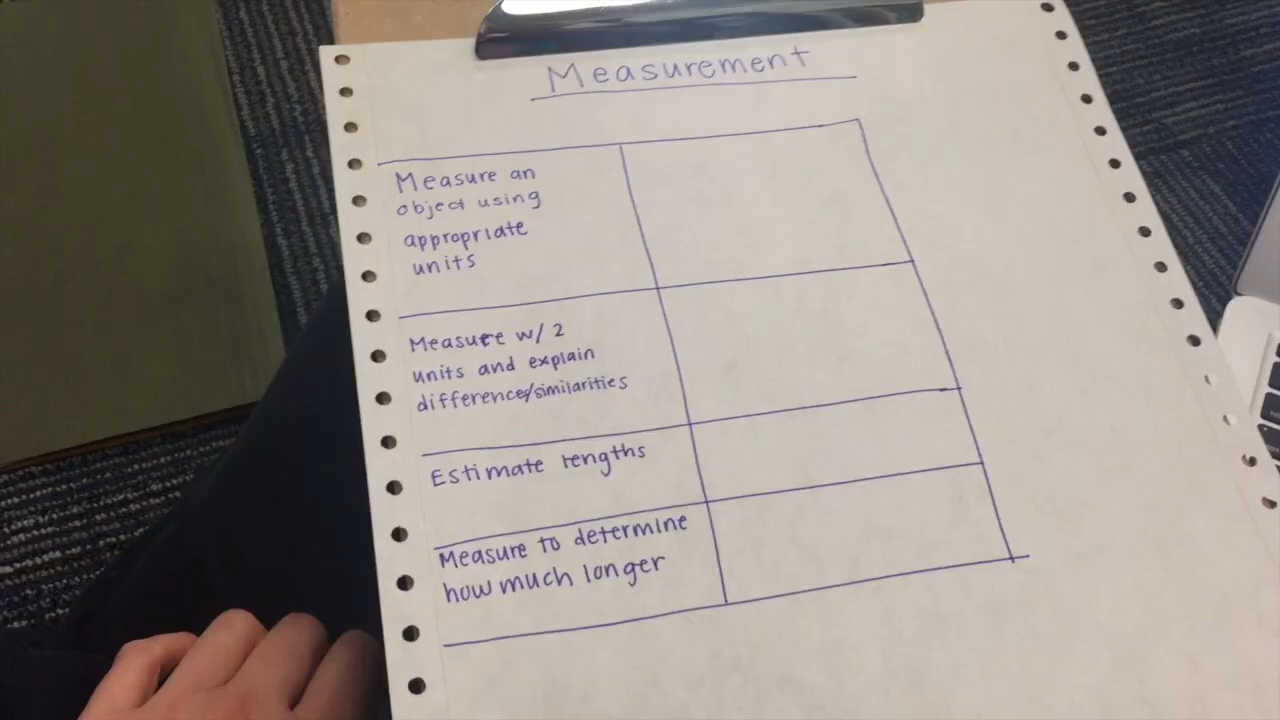 Measurement
Measure an
object using
appropriate
units
Measure w/ 2
units and explain
difference/similarities
Estimate lengths
Measure to determine
how much longer